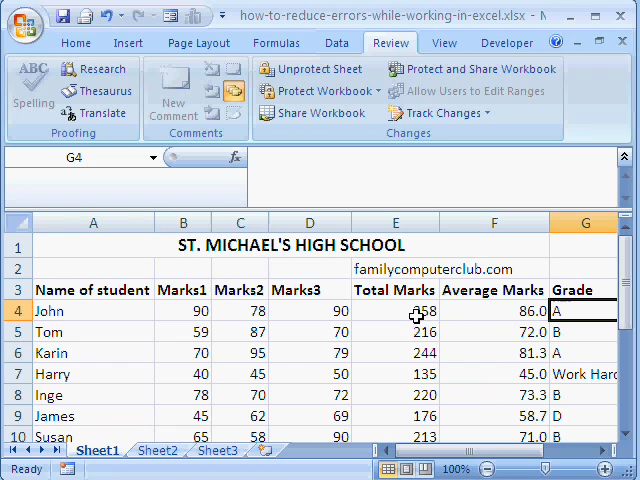 how-to-reduce-errors-while-working-in-excel.xlsx - N
Home Insert Page Layout Formulas Data Review View Developer
ABC Spelling
Research
Thesaurus
Translate
Proofing
New Comment
Comments
Unprotect Sheet
Protect Workbook
Share Workbook
Protect and Share Workbook
Allow Users to Edit Ranges
Track Changes
Changes
G4 fx
A B C D E F G
1 ST. MICHAEL'S HIGH SCHOOL
2 familycomputerclub.com
3 Name of student Marks1 Marks2 Marks3 Total Marks Average Marks Grade
4 John 90 78 90 258 86.0 A
5 Tom 59 87 70 216 72.0 B
6 Karin 70 95 79 244 81.3 A
7 Harry 40 45 50 135 45.0 Work Hard
8 Inge 78 70 72 220 73.3 B
9 James 45 62 69 176 58.7 D
10 Susan 65 58 90 213 71.0 B
Sheet1 Sheet2 Sheet3
Ready 100%